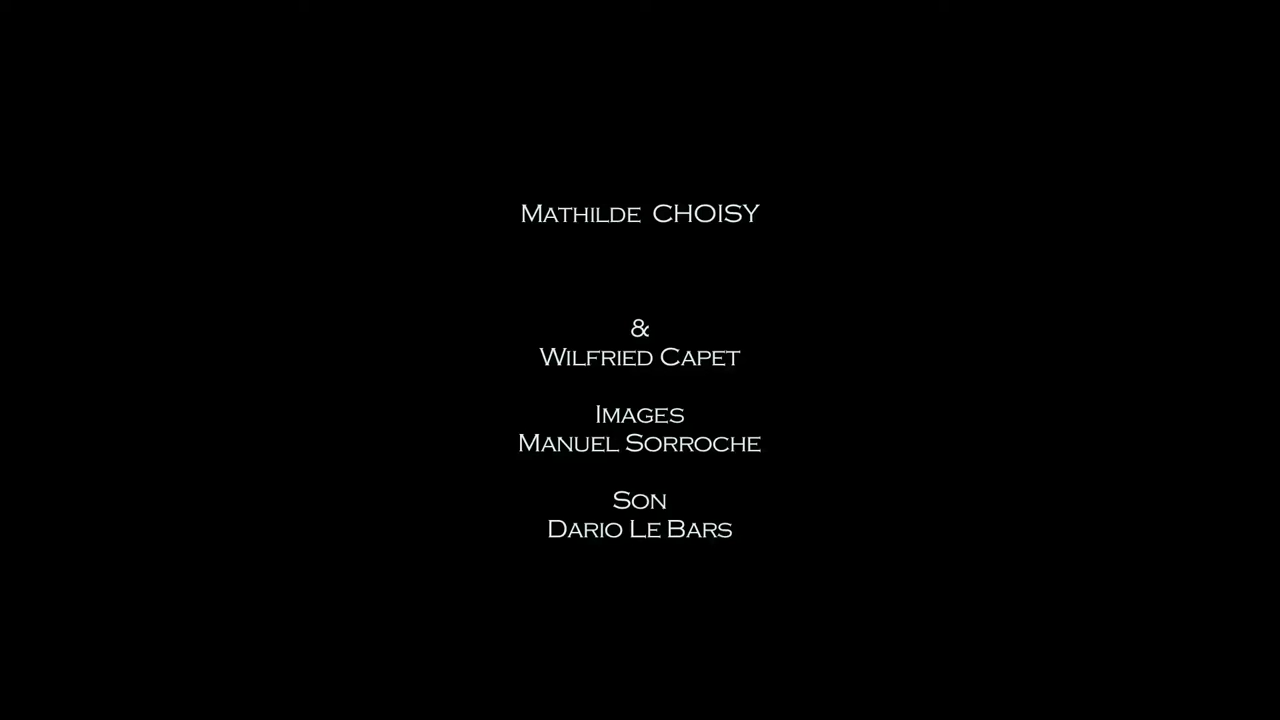 Mathilde CHOISY
&
Wilfried Capet
Images
Manuel Sorroche
Son
Dario Le Bars